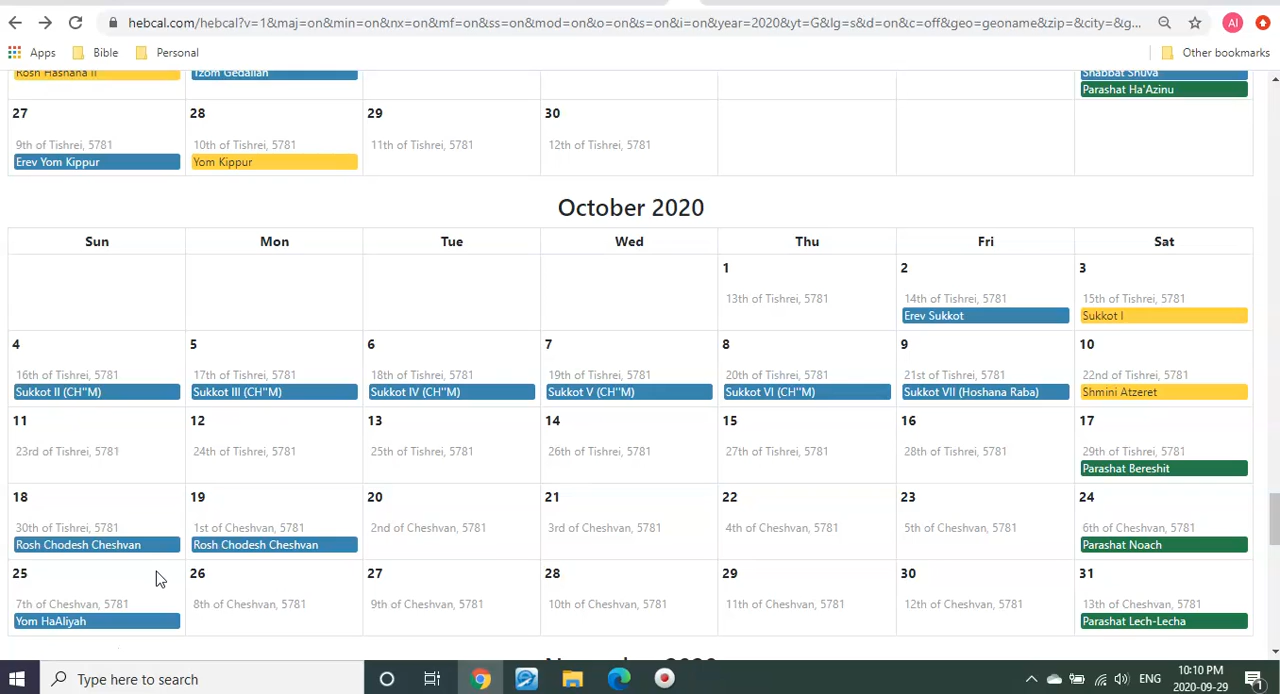 hebcal.com/hebcal?v=1&maj=on&min=on&nx=on&mf=on&ss=on&mod=on&o=on&s=on&i=on&year=2020&yt=G&lg=s&d=on&c=off&geo=geoname&zip=&city=&g...
AI
Apps Bible Personal Other bookmarks
Rosh Hashana II Tzom Gedaliah Shabbat Shuva
Parashat Ha'Azinu
27 28 29 30
9th of Tishrei, 5781 10th of Tishrei, 5781 11th of Tishrei, 5781 12th of Tishrei, 5781
Erev Yom Kippur Yom Kippur
October 2020
Sun Mon Tue Wed Thu Fri Sat
1 2 3
13th of Tishrei, 5781 14th of Tishrei, 5781 15th of Tishrei, 5781
Erev Sukkot Sukkot I
4 5 6 7 8 9 10
16th of Tishrei, 5781 17th of Tishrei, 5781 18th of Tishrei, 5781 19th of Tishrei, 5781 20th of Tishrei, 5781 21st of Tishrei, 5781 22nd of Tishrei, 5781
Sukkot II (CH''M) Sukkot III (CH''M) Sukkot IV (CH''M) Sukkot V (CH''M) Sukkot VI (CH''M) Sukkot VII (Hoshana Raba) Shmini Atzeret
11 12 13 14 15 16 17
23rd of Tishrei, 5781 24th of Tishrei, 5781 25th of Tishrei, 5781 26th of Tishrei, 5781 27th of Tishrei, 5781 28th of Tishrei, 5781 29th of Tishrei, 5781
Parashat Bereshit
18 19 20 21 22 23 24
30th of Tishrei, 5781 1st of Cheshvan, 5781 2nd of Cheshvan, 5781 3rd of Cheshvan, 5781 4th of Cheshvan, 5781 5th of Cheshvan, 5781 6th of Cheshvan, 5781
Rosh Chodesh Cheshvan Rosh Chodesh Cheshvan Parashat Noach
25 26 27 28 29 30 31
7th of Cheshvan, 5781 8th of Cheshvan, 5781 9th of Cheshvan, 5781 10th of Cheshvan, 5781 11th of Cheshvan, 5781 12th of Cheshvan, 5781 13th of Cheshvan, 5781
Yom HaAliyah Parashat Lech-Lecha
Type here to search
ENG
10:10 PM
2020-09-29
1